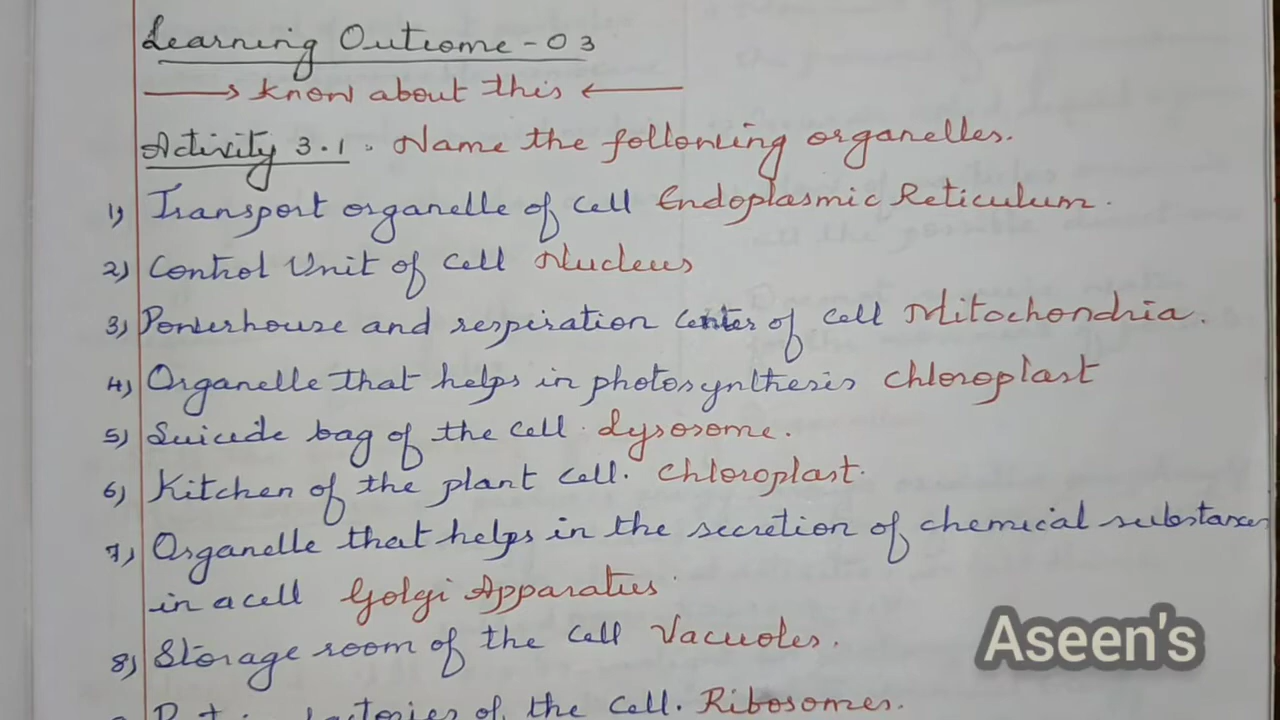 Learning Outcome - 03
→ Know about this ←
Activity 3.1. Name the following organelles.
1) Transport organelle of cell Endoplasmic Reticulum.
2) Control Unit of cell Nucleus
3) Powerhouse and respiration center of cell Mitochondria.
4) Organelle that helps in photosynthesis chloroplast
5) Suicide bag of the cell. Lysosome.
6) Kitchen of the plant cell. Chloroplast.
7) Organelle that helps in the secretion of chemical substances
in a cell Golgi Apparatus.
8) Storage room of the cell Vacuoles.
of the cell. Ribosomes.
Aseen's